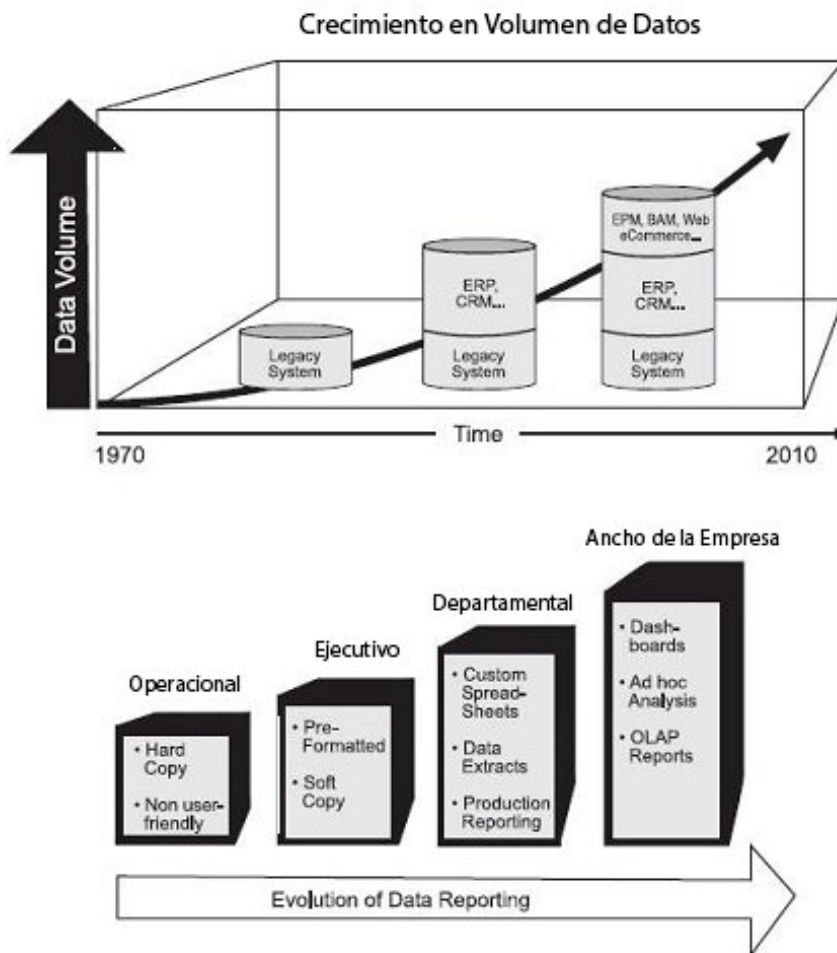 Crecimiento en Volumen de Datos
Data Volume
EPM, BAM, Web
eCommerce...
ERP,
CRM...
Legacy
System
ERP,
CRM...
Legacy
System
Legacy
System
Time
1970
2010
Operacional
• Hard
Copy
• Non user-
friendly
Ejecutivo
• Pre-
Formatted
• Soft
Copy
Departamental
• Custom
Spread-
Sheets
• Data
Extracts
• Production
Reporting
Ancho de la Empresa
• Dash-
boards
• Ad hoc
Analysis
• OLAP
Reports
Evolution of Data Reporting